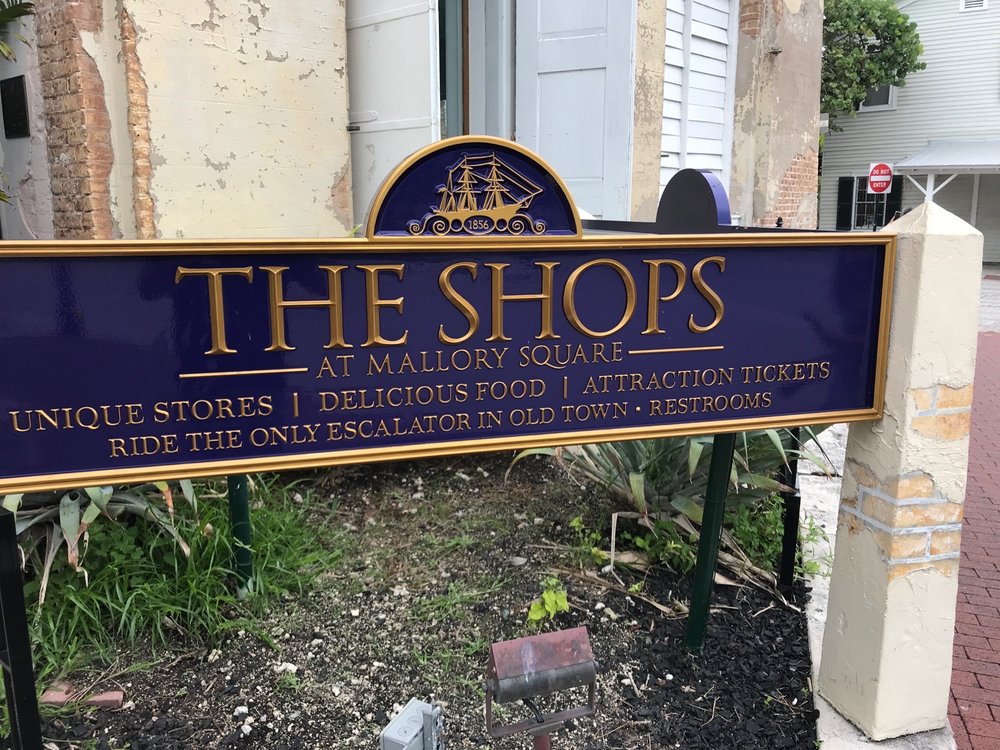 1856
THE SHOPS
AT MALLORY SQUARE
UNIQUE STORES | DELICIOUS FOOD | ATTRACTION TICKETS
RIDE THE ONLY ESCALATOR IN OLD TOWN • RESTROOMS
DO NOT
ENTER